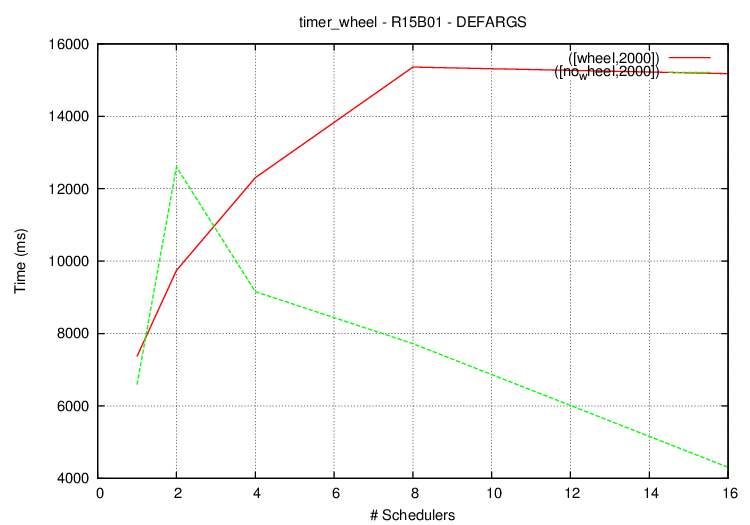 timer_wheel - R15B01 - DEFARGS
16000
14000
12000
10000
8000
6000
4000
Time (ms)
([wheel,2000])
([no_wheel,2000])
0 2 4 6 8 10 12 14 16
# Schedulers